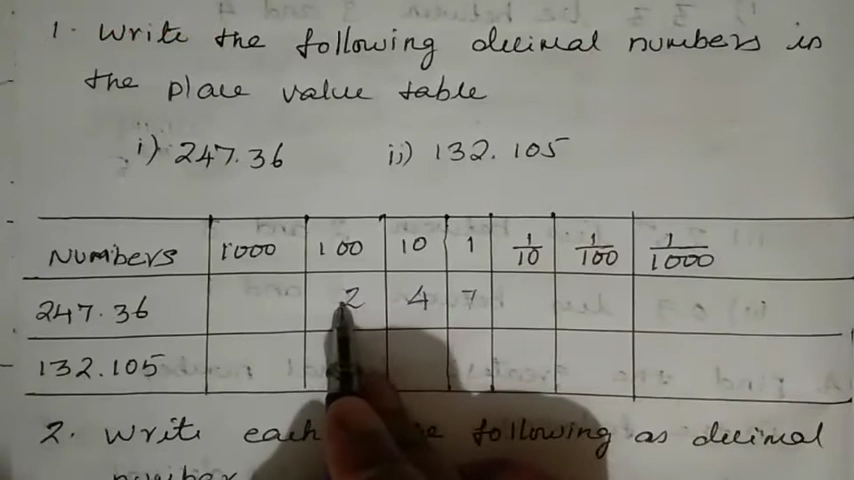 1. Write the following decimal numbers in
the place value table
i) 247.36 ii) 132.105
Numbers 1000 100 10 1 1/10 1/100 1/1000
247.36 2 4 7
132.105
2. Write each following as decimal
number